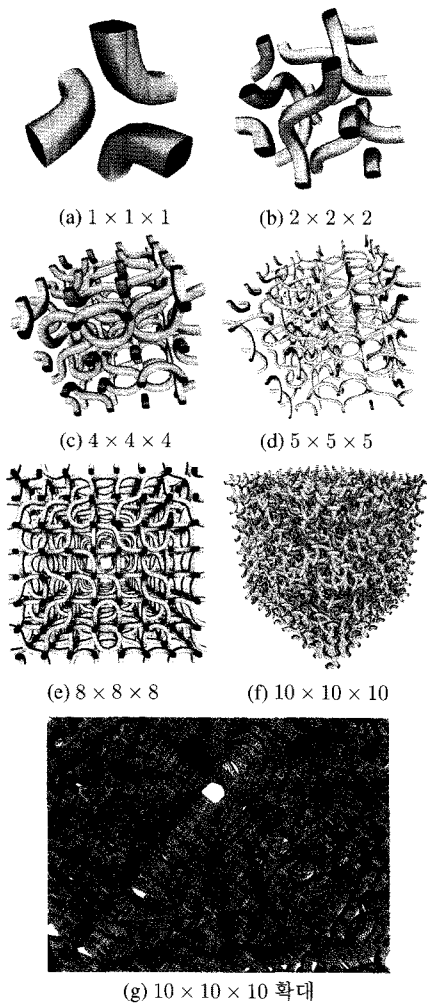 (a) 1 × 1 × 1
(b) 2 × 2 × 2
(c) 4 × 4 × 4
(d) 5 × 5 × 5
(e) 8 × 8 × 8
(f) 10 × 10 × 10
(g) 10 × 10 × 10 확대